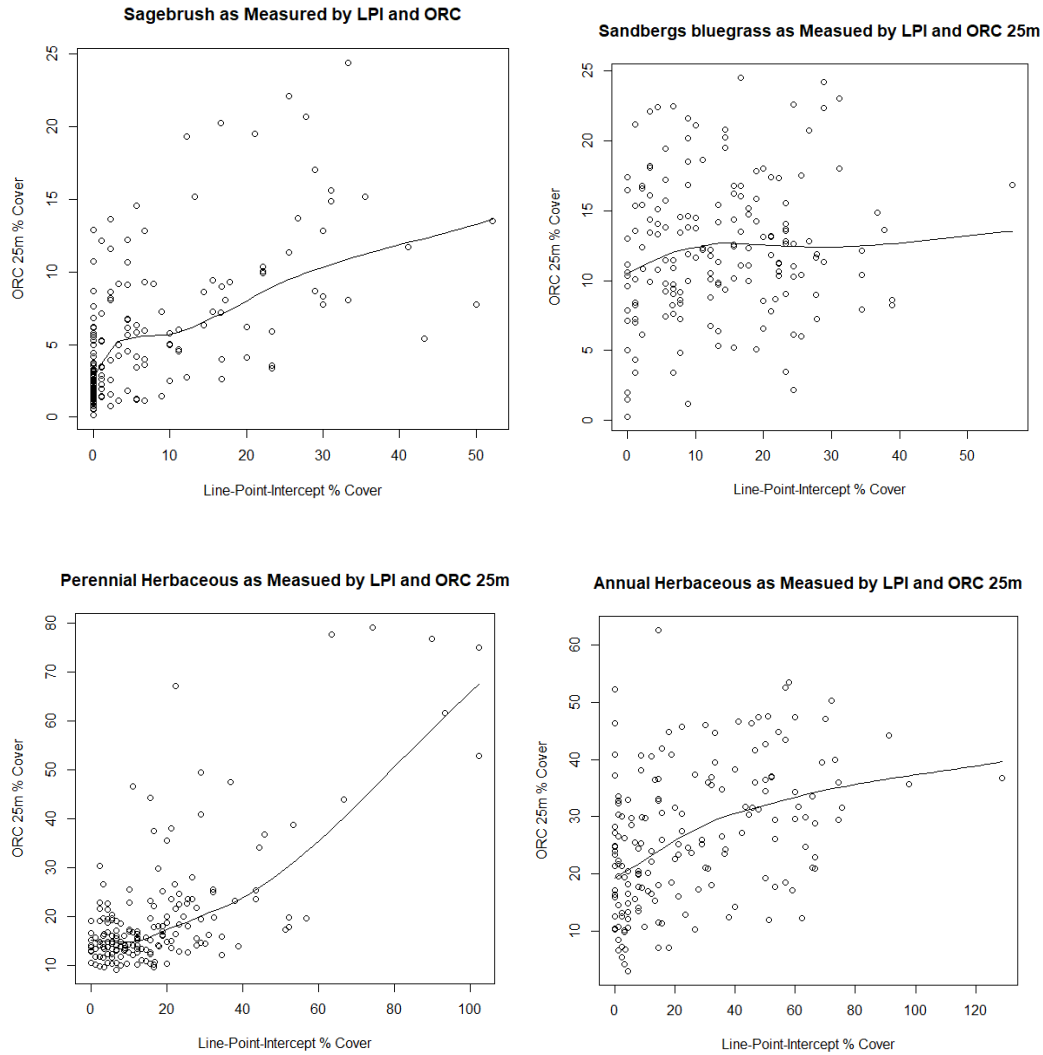 Sagebrush as Measured by LPI and ORC
25
20
15
10
5
0
ORC 25m % Cover
0 10 20 30 40 50
Line-Point-Intercept % Cover
Sandbergs bluegrass as Measued by LPI and ORC 25m
25
20
15
10
5
0
ORC 25m % Cover
0 10 20 30 40 50
Line-Point-Intercept % Cover
Perennial Herbaceous as Measued by LPI and ORC 25m
80
70
60
50
40
30
20
10
ORC 25m % Cover
0 20 40 60 80 100
Line-Point-Intercept % Cover
Annual Herbaceous as Measued by LPI and ORC 25m
60
50
40
30
20
10
ORC 25m % Cover
0 20 40 60 80 100 120
Line-Point-Intercept % Cover